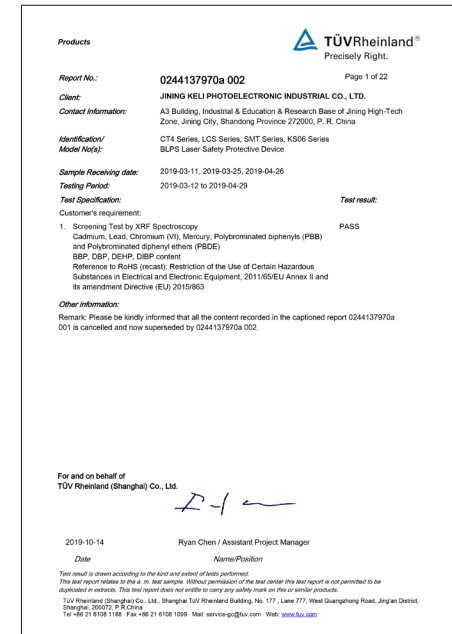 Products
TÜVRheinland®
Precisely Right.
Report No.: 0244137970a 002 Page 1 of 22
Client: JINING KELI PHOTOELECTRONIC INDUSTRIAL CO., LTD.
Contact Information: A3 Building, Industrial & Education & Research Base of Jining High-Tech
Zone, Jining City, Shandong Province 272000, P. R. China
Identification/ CT4 Series, LCS Series, SMT Series, KS06 Series
Model No(s): BLPS Laser Safety Protective Device
Sample Receiving date: 2019-03-11, 2019-03-25, 2019-04-26
Testing Period: 2019-03-12 to 2019-04-29
Test Specification: Test result:
Customer's requirement:
1. Screening Test by XRF Spectroscopy PASS
Cadmium, Lead, Chromium (VI), Mercury, Polybrominated biphenyls (PBB)
and Polybrominated diphenyl ethers (PBDE)
BBP, DBP, DEHP, DIBP content
Reference to RoHS (recast): Restriction of the Use of Certain Hazardous
Substances in Electrical and Electronic Equipment, 2011/65/EU Annex II and
its amendment Directive (EU) 2015/863
Other information:
Remark: Please be kindly informed that all the content recorded in the captioned report 0244137970a
001 is cancelled and now superseded by 0244137970a 002.
For and on behalf of
TÜV Rheinland (Shanghai) Co., Ltd.
2019-10-14 Ryan Chen / Assistant Project Manager
Date Name/Position
Test result is drawn according to the kind and extent of tests performed.
This test report relates to the a. m. test sample. Without permission of the test center this test report is not permitted to be
duplicated in extracts. This test report does not entitle to carry any safety mark on this or similar products.
TÜV Rheinland (Shanghai) Co., Ltd., Shanghai TüV Rheinland Building, No. 177 , Lane 777, West Guangzhong Road, Jing'an District,
Shanghai, 200072, P.R.China
Tel +86 21 6108 1188 · Fax +86 21 6108 1099 · Mail: service-gc@tuv.com · Web: www.tuv.com